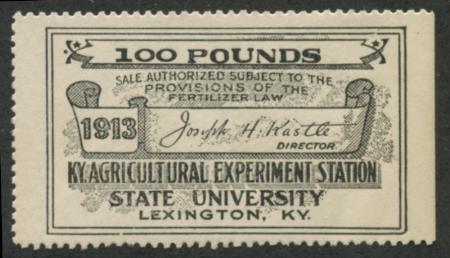 100 POUNDS
SALE AUTHORIZED SUBJECT TO THE
PROVISIONS OF THE
FERTILIZER LAW
1913
Joseph H. Kastle
DIRECTOR
KY. AGRICULTURAL EXPERIMENT STATION
STATE UNIVERSITY
LEXINGTON, KY.